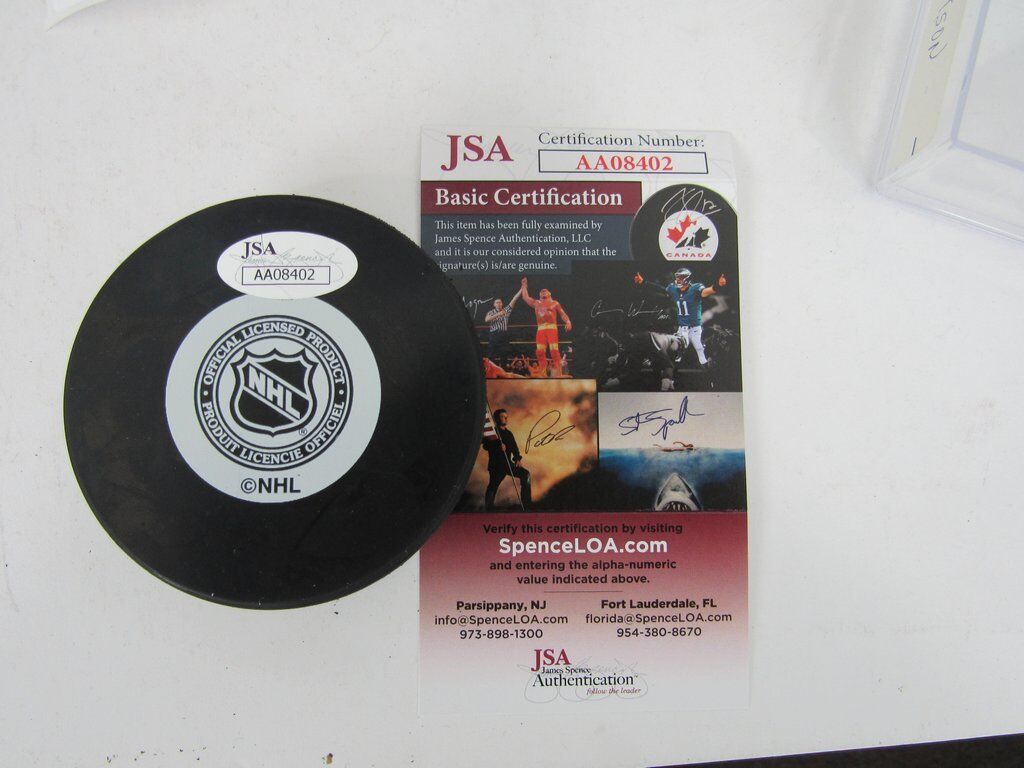 JSA
AA08402
OFFICIAL LICENSED PRODUCT
NHL
®
PRODUIT LICENCIE OFFICIEL
©NHL
JSA
Certification Number:
AA08402
Basic Certification
This item has been fully examined by
James Spence Authentication, LLC
and it is our considered opinion that the
signature(s) is/are genuine.
CANADA
11
Verify this certification by visiting
SpenceLOA.com
and entering the alpha-numeric
value indicated above.
Parsippany, NJ
info@SpenceLOA.com
973-898-1300
Fort Lauderdale, FL
florida@SpenceLOA.com
954-380-8670
JSA
James Spence
Authentication™
follow the leader